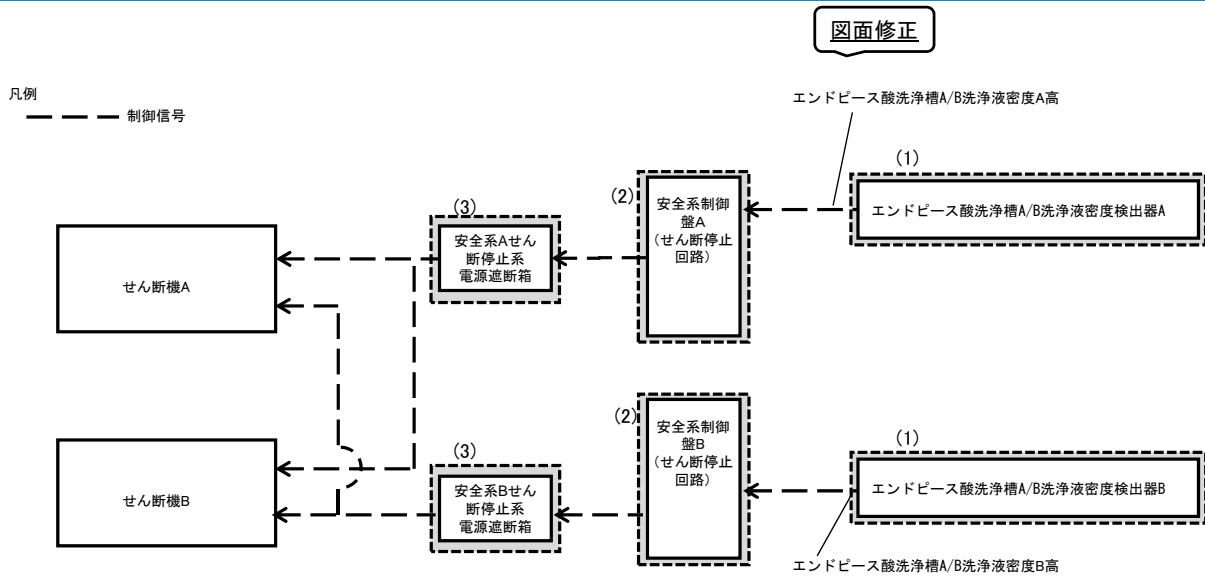 図面修正
凡例
制御信号
エンドピース酸洗浄槽A/B洗浄液密度A高
(1)
エンドピース酸洗浄槽A/B洗浄液密度検出器A
(2)
安全系制御
盤A
(せん断停止
回路)
(3)
安全系Aせん
断停止系
電源遮断箱
せん断機A
(1)
エンドピース酸洗浄槽A/B洗浄液密度検出器B
(2)
安全系制御
盤B
(せん断停止
回路)
(3)
安全系Bせん
断停止系
電源遮断箱
せん断機B
エンドピース酸洗浄槽A/B洗浄液密度B高